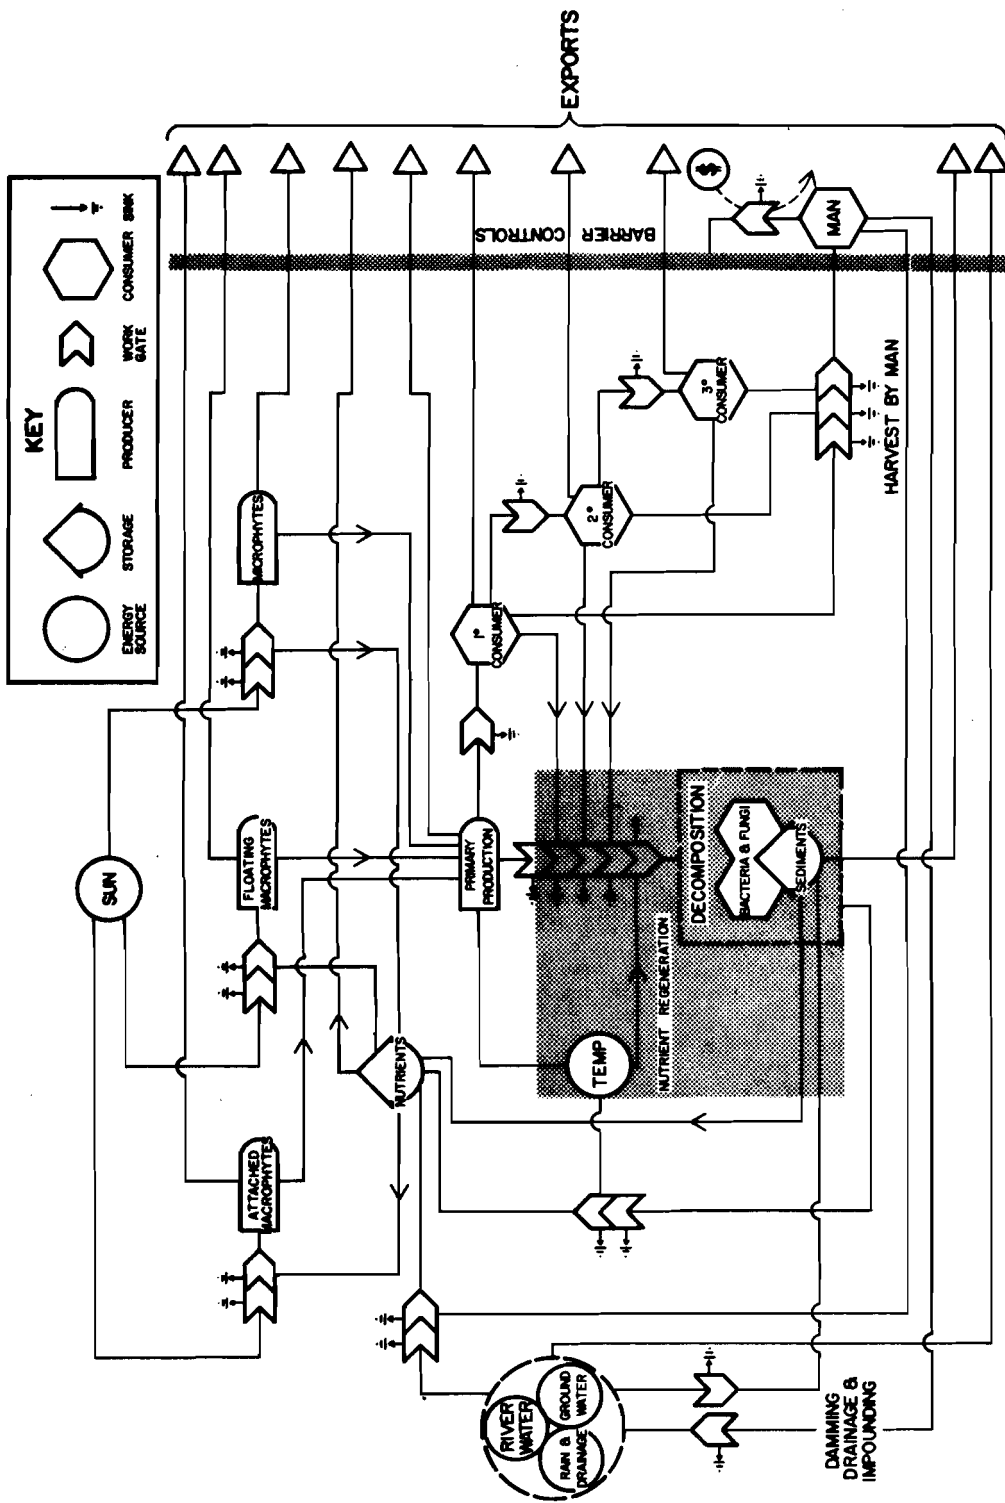 KEY
ENERGY
SOURCE
STORAGE
PRODUCER
WORK
GATE
CONSUMER
SINK
SUN
ATTACHED
MACROPHYTES
FLOATING
MACROPHYTES
MICROPHYTES
NUTRIENTS
PRIMARY
PRODUCTION
1°
CONSUMER
2°
CONSUMER
3°
CONSUMER
TEMP
NUTRIENT REGENERATION
DECOMPOSITION
BACTERIA & FUNGI
SEDIMENTS
RIVER
WATER
RAIN &
DRAINAGE
GROUND
WATER
DAMMING
DRAINAGE &
IMPOUNDING
HARVEST BY MAN
BARRIER CONTROLS
$
MAN
EXPORTS